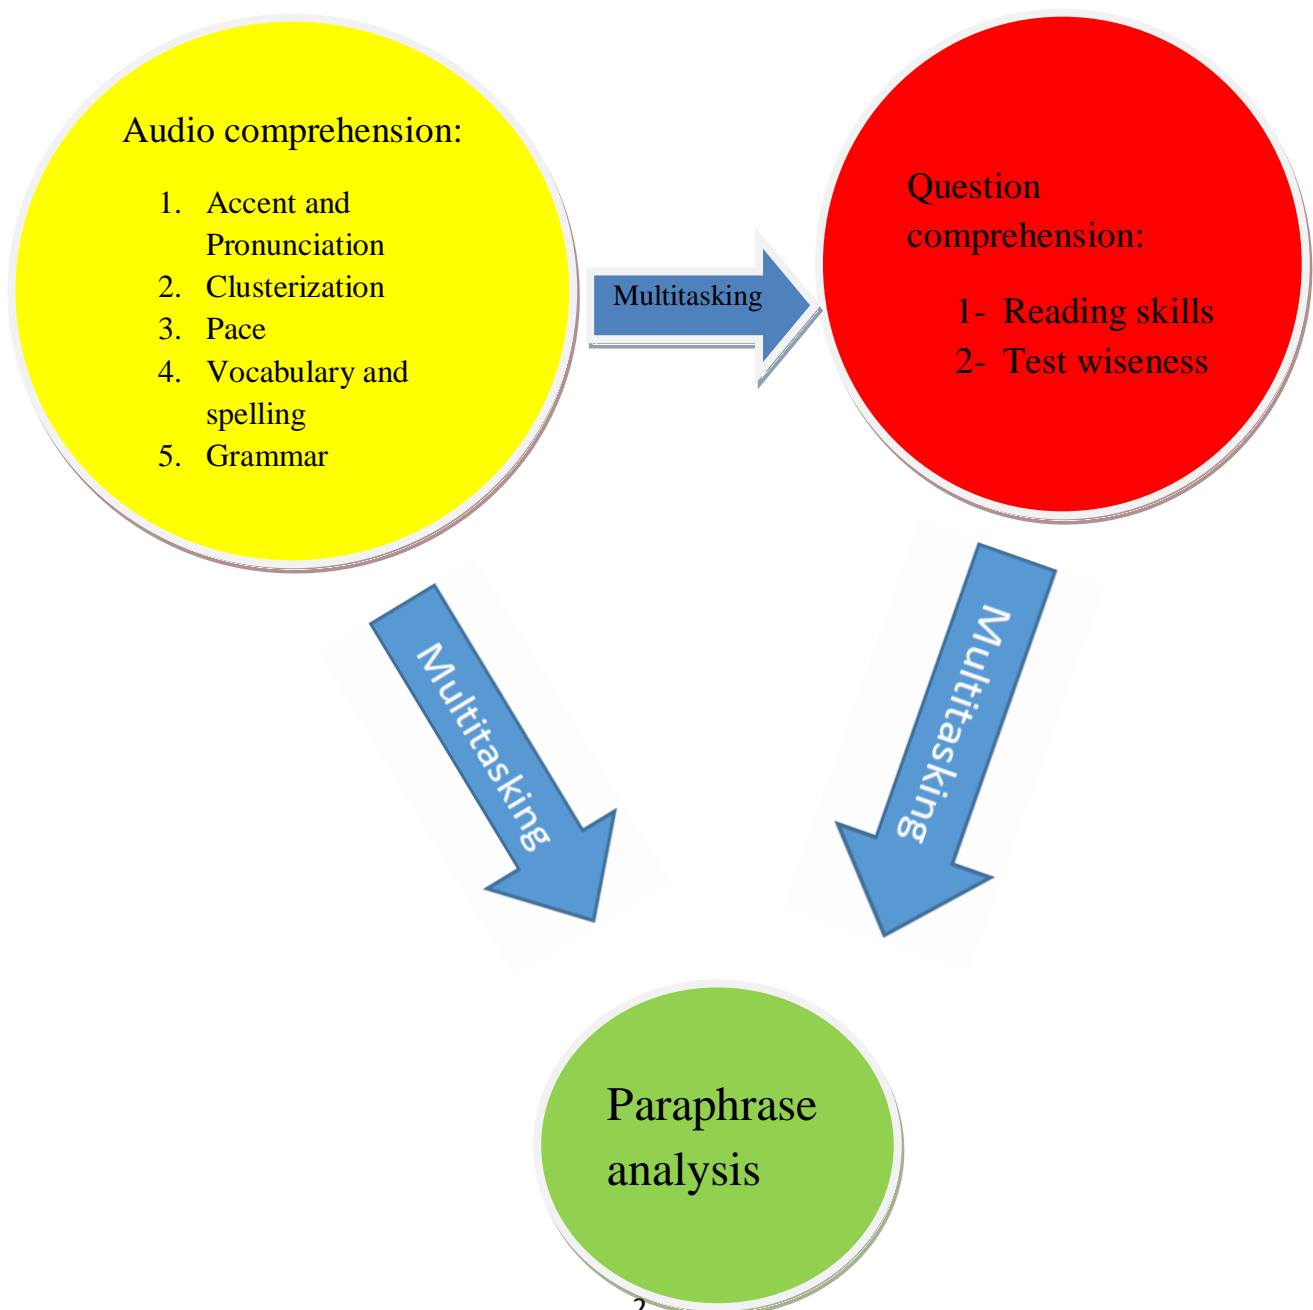 Audio comprehension:
1. Accent and
Pronunciation
2. Clusterization
3. Pace
4. Vocabulary and
spelling
5. Grammar
Multitasking
Question
comprehension:
1- Reading skills
2- Test wiseness
Multitasking
Multitasking
Paraphrase
analysis
2